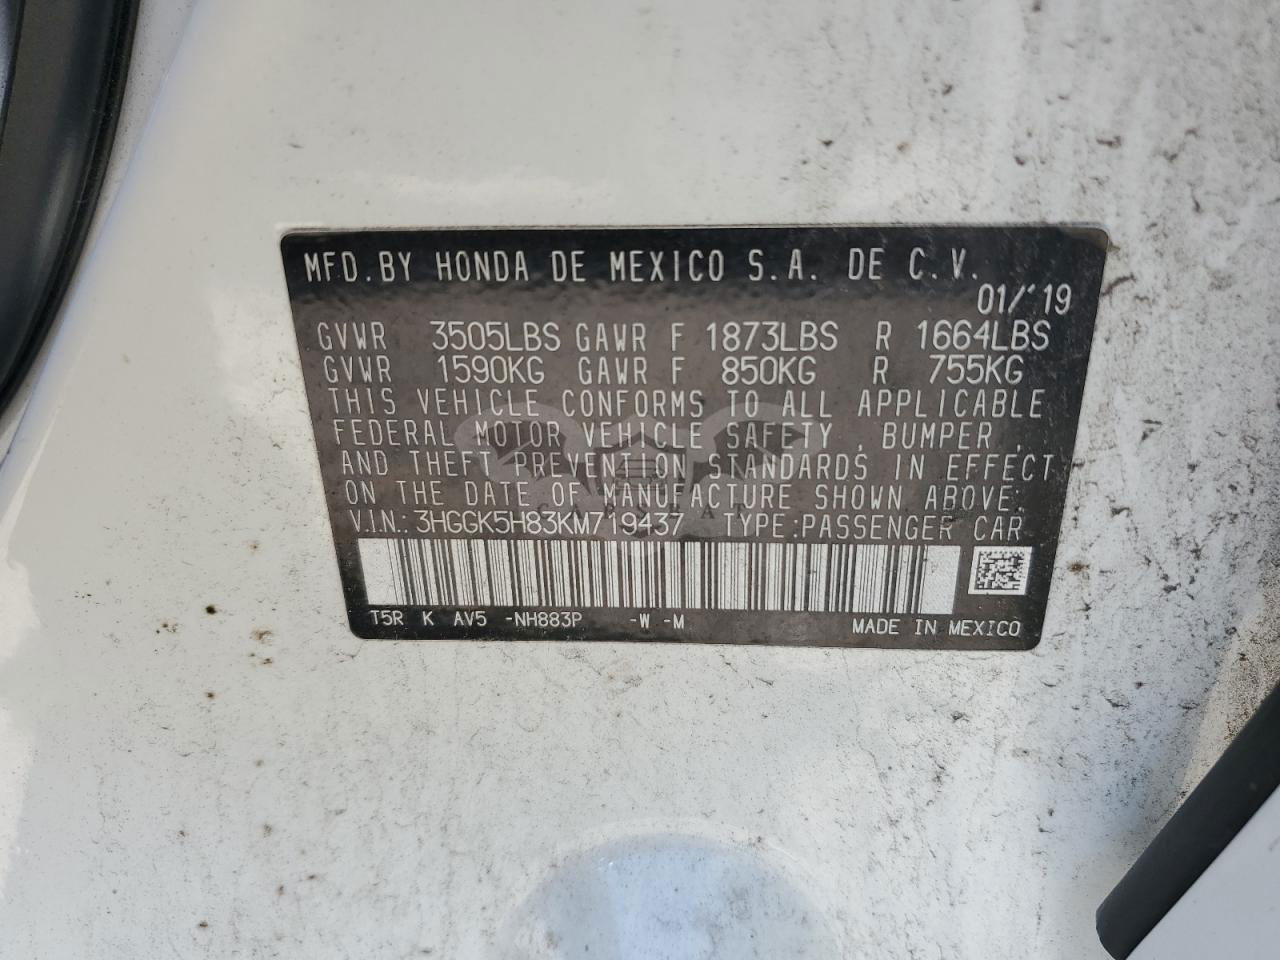 MFD.BY HONDA DE MEXICO S.A. DE C.V.
01/'19
GVWR 3505LBS GAWR F 1873LBS R 1664LBS
GVWR 1590KG GAWR F 850KG R 755KG
THIS VEHICLE CONFORMS TO ALL APPLICABLE
FEDERAL MOTOR VEHICLE SAFETY , BUMPER ,
AND THEFT PREVENTION STANDARDS IN EFFECT
ON THE DATE OF MANUFACTURE SHOWN ABOVE.
V.I.N.: 3HGGK5H83KM719437 TYPE:PASSENGER CAR
T5R K AV5 -NH883P -W -M MADE IN MEXICO